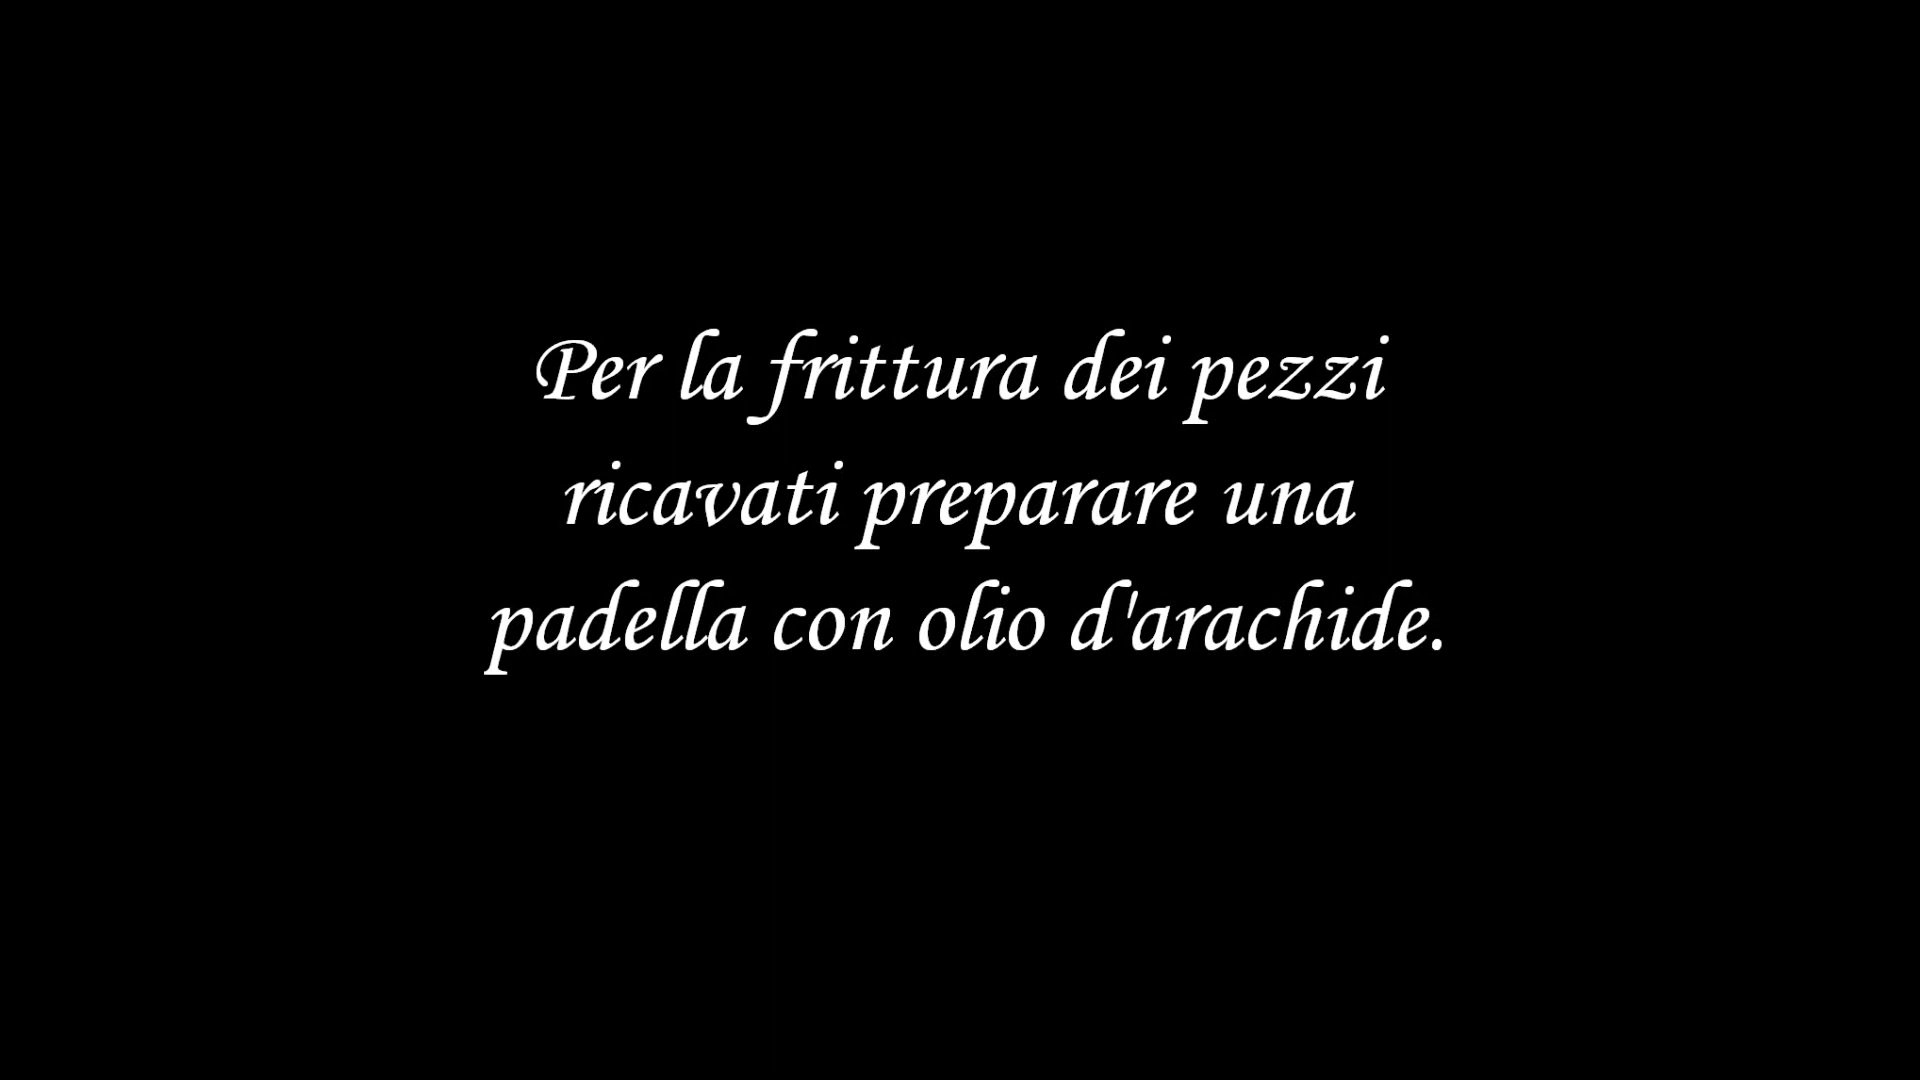 Per la frittura dei pezzi
ricavati preparare una
padella con olio d'arachide.